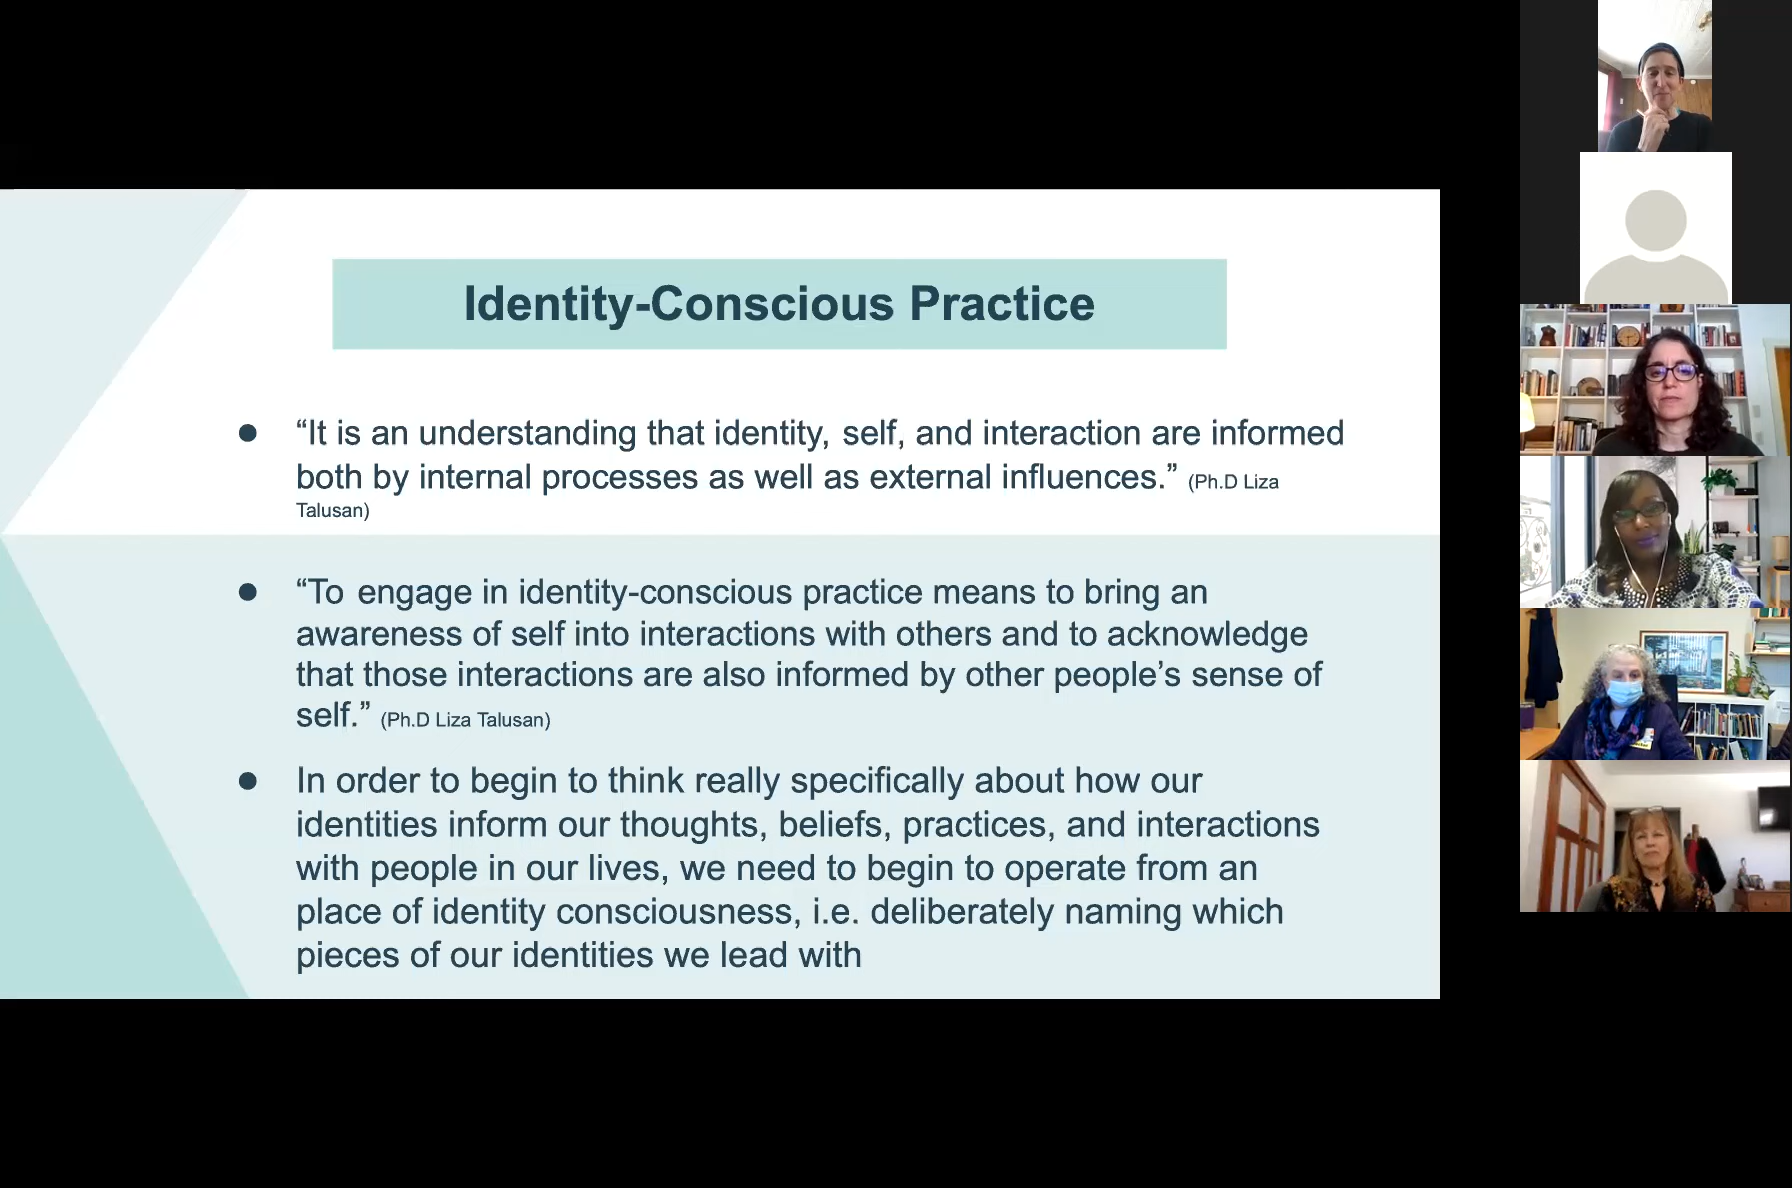 Identity-Conscious Practice
● “It is an understanding that identity, self, and interaction are informed
both by internal processes as well as external influences.” (Ph.D Liza
Talusan)
● “To engage in identity-conscious practice means to bring an
awareness of self into interactions with others and to acknowledge
that those interactions are also informed by other people’s sense of
self.” (Ph.D Liza Talusan)
● In order to begin to think really specifically about how our
identities inform our thoughts, beliefs, practices, and interactions
with people in our lives, we need to begin to operate from an
place of identity consciousness, i.e. deliberately naming which
pieces of our identities we lead with